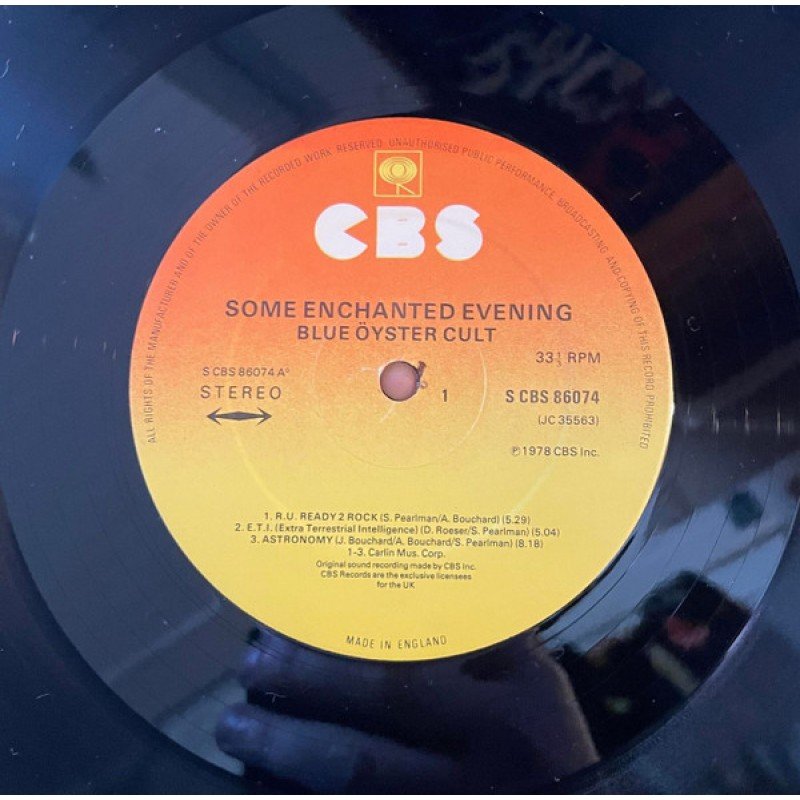 ALL RIGHTS OF THE MANUFACTURER AND OF THE OWNER OF THE RECORDED WORK RESERVED. UNAUTHORISED PUBLIC PERFORMANCE, BROADCASTING AND COPYING OF THIS RECORD PROHIBITED
CBS
SOME ENCHANTED EVENING
BLUE ÖYSTER CULT
33⅓ RPM
S CBS 86074 A°
STEREO
1
S CBS 86074
(JC 35563)
℗ 1978 CBS Inc.
1. R.U. READY 2 ROCK (S. Pearlman/A. Bouchard) (5.29)
2. E.T.I. (Extra Terrestrial Intelligence) (D. Roeser/S. Pearlman) 5.04)
3. ASTRONOMY (J. Bouchard/A. Bouchard/S. Pearlman) (8.18)
1-3. Carlin Mus. Corp.
Original sound recording made by CBS Inc.
CBS Records are the exclusive licensees
for the UK
MADE IN ENGLAND